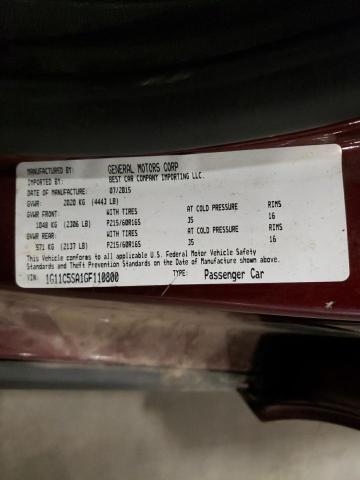 MANUFACTURED BY: GENERAL MOTORS CORP
IMPORTED BY: BEST CAR COMPANY IMPORTING LLC.
DATE OF MANUFACTURE: 07/2015
GVWR: 2020 KG (4443 LB)
GVWR FRONT: WITH TIRES AT COLD PRESSURE RIMS
1048 KG (2306 LB) P215/60R16S 35 16
GVWR REAR: WITH TIRES AT COLD PRESSURE RIMS
971 KG (2137 LB) P215/60R16S 35 16
This Vehicle conforms to all applicable U.S. Federal Motor Vehicle Safety
Standards and Theft Prevention Standards on the Date of Manufacture shown above.
VIN: 1G11C5SA1GF110800 TYPE: Passenger Car